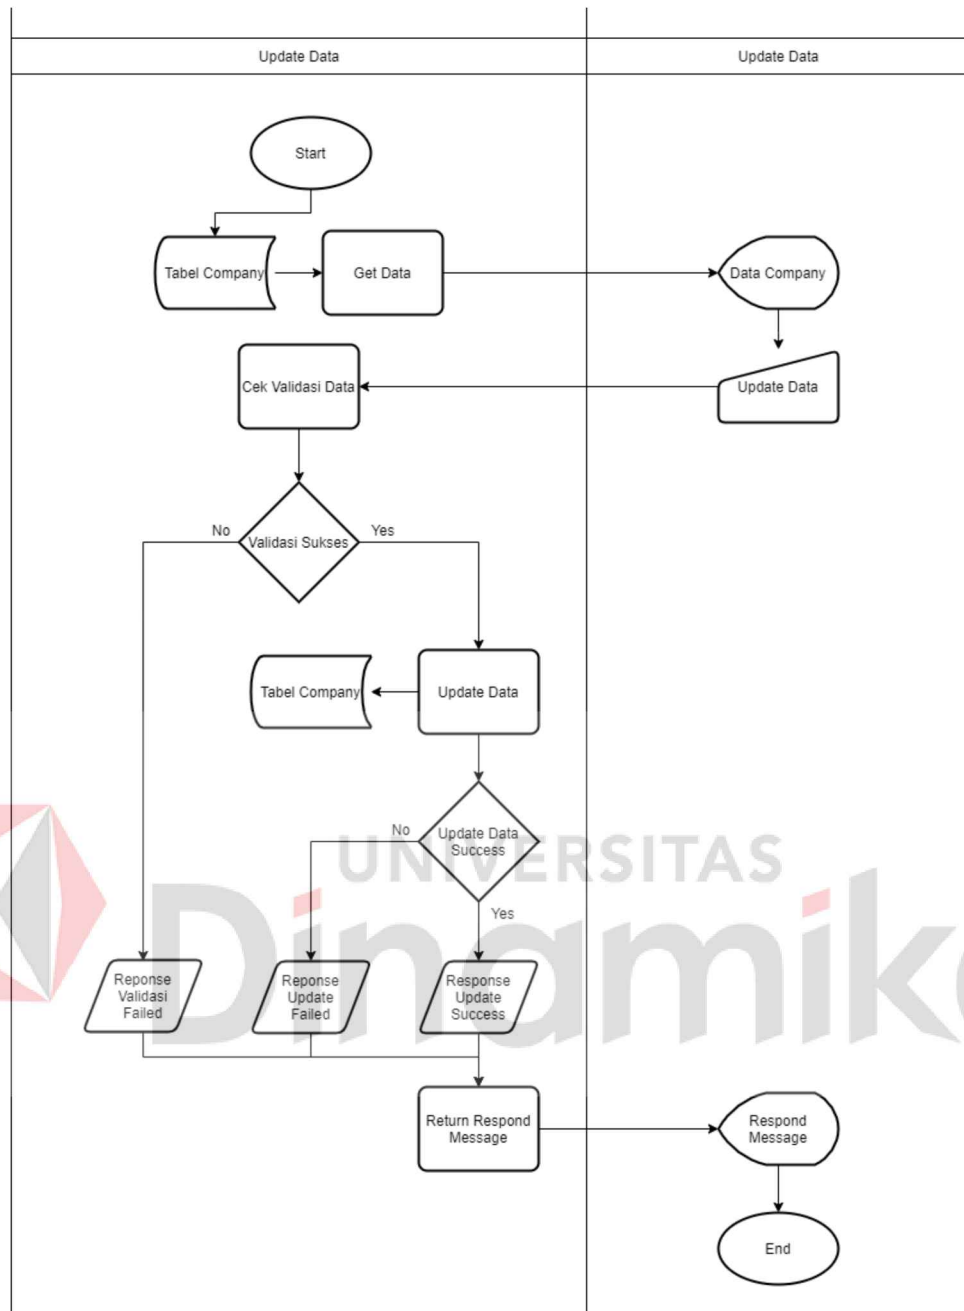 Update Data
Update Data
Start
Tabel Company
Get Data
Data Company
Cek Validasi Data
Update Data
No
Validasi Sukses
Yes
Tabel Company
Update Data
No
Update Data
Success
Yes
UNIVERSITAS
Dinamika
Reponse
Validasi
Failed
Reponse
Update
Failed
Response
Update
Success
Return Respond
Message
Respond
Message
End